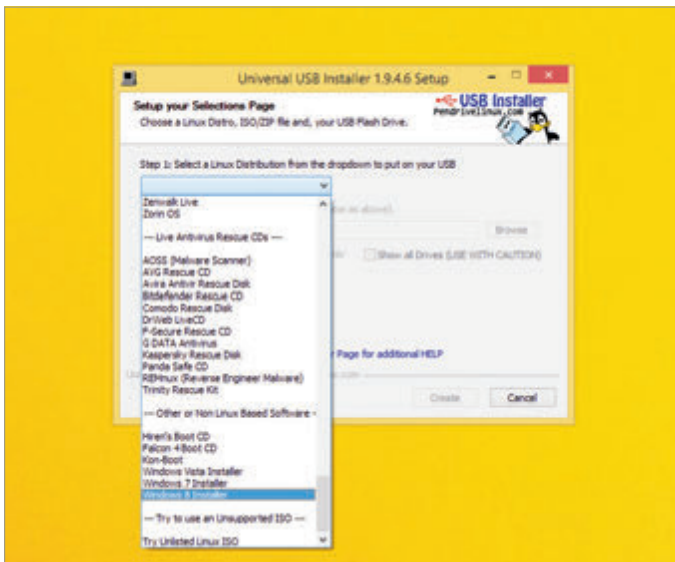 Universal USB Installer 1.9.4.6 Setup
Setup your Selections Page
Choose a Linux Distro, ISO/ZIP file and, your USB Flash Drive.
USB Installer
Pendrivelinux.com
Step 1: Select a Linux Distribution from the dropdown to put on your USB
Zenwalk Live
Zorin OS
Browse
--- Live Antivirus Rescue CDs ---
Show all Drives (USE WITH CAUTION)
AOSS (Malware Scanner)
AVG Rescue CD
Avira Antivir Rescue Disk
Bitdefender Rescue CD
Comodo Rescue Disk
DrWeb LiveCD
F-Secure Rescue CD
G DATA Antivirus
Kaspersky Rescue Disk
Page for additional HELP
Panda Safe CD
REMnux (Reverse Engineer Malware)
Trinity Rescue Kit
Create
Cancel
--- Other or Non Linux Based Software -
Hiren's Boot CD
Falcon 4 Boot CD
Kon-Boot
Windows Vista Installer
Windows 7 Installer
Windows 8 Installer
--- Try to use an Unsupported ISO ---
Try Unlisted Linux ISO